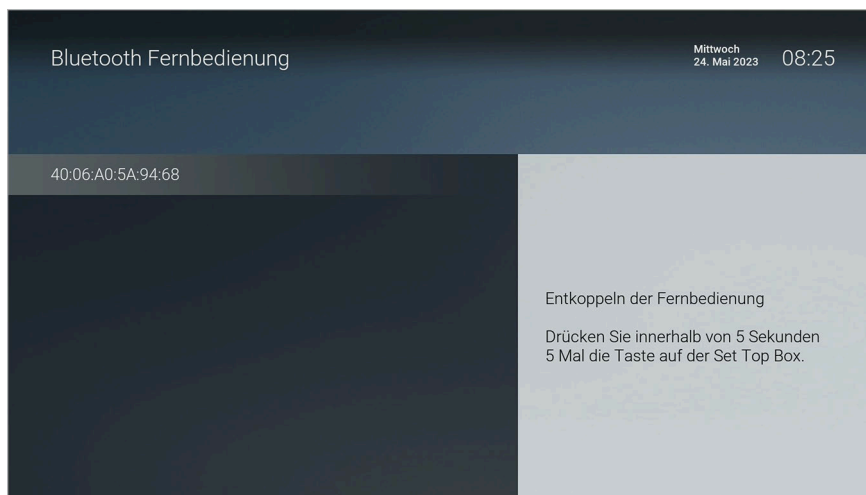 Bluetooth Fernbedienung
Mittwoch
24. Mai 2023
08:25
40:06:A0:5A:94:68
Entkoppeln der Fernbedienung
Drücken Sie innerhalb von 5 Sekunden
5 Mal die Taste auf der Set Top Box.